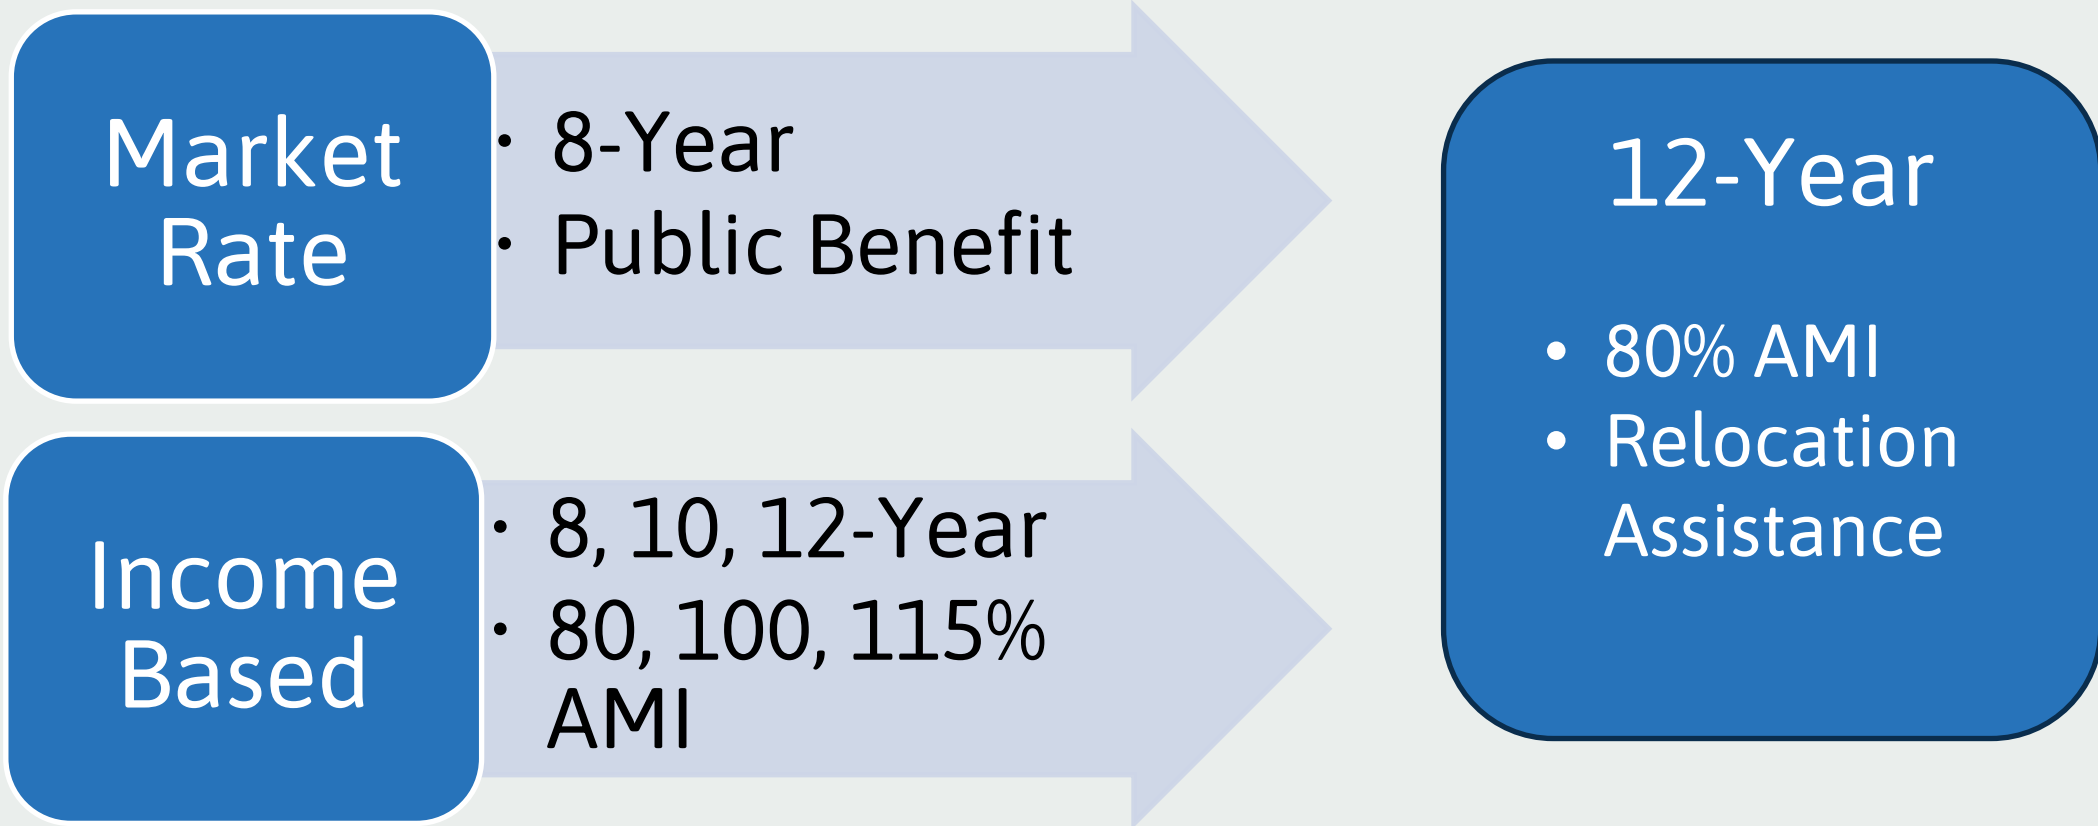 Market
Rate
• 8-Year
• Public Benefit
Income
Based
• 8, 10, 12-Year
• 80, 100, 115%
AMI
12-Year
• 80% AMI
• Relocation
Assistance